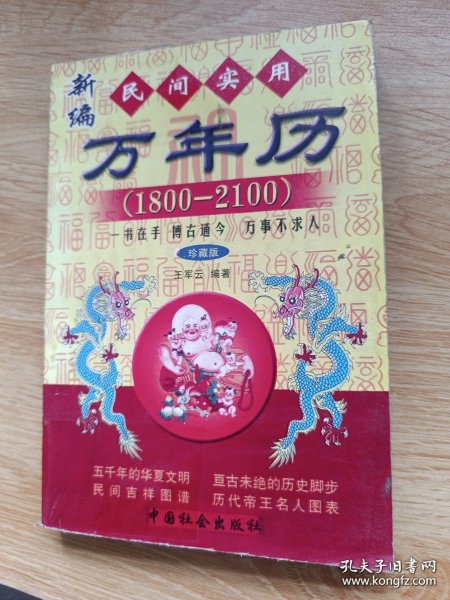 新编
民间实用
万年历
(1800-2100)
一书在手 博古通今 万事不求人
珍藏版
王军云 编著
五千年的华夏文明 亘古未绝的历史脚步
民间吉祥图谱 历代帝王名人图表
中国社会出版社
孔夫子旧书网
www.kongfz.com